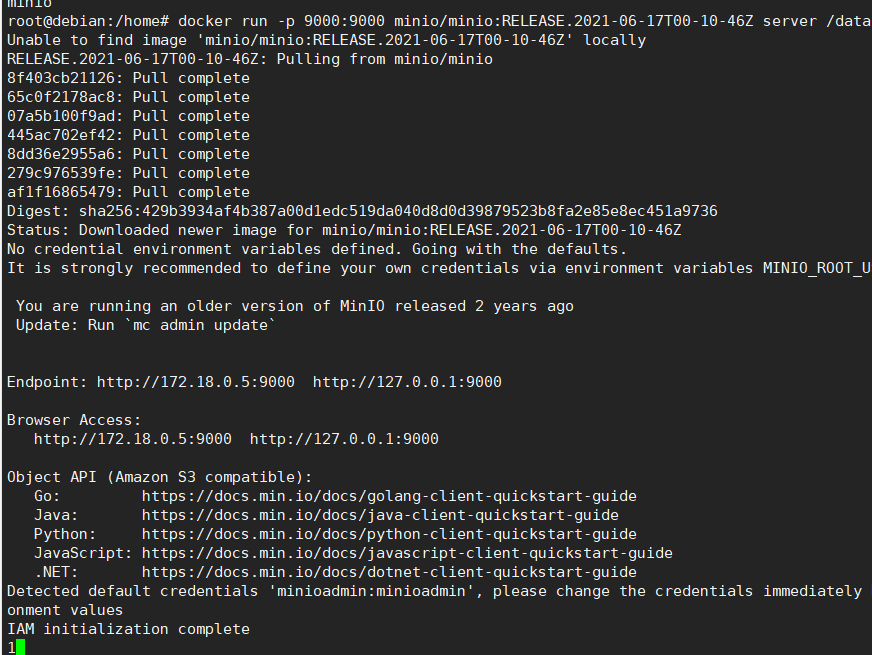 minio
root@debian:/home# docker run -p 9000:9000 minio/minio:RELEASE.2021-06-17T00-10-46Z server /data
Unable to find image 'minio/minio:RELEASE.2021-06-17T00-10-46Z' locally
RELEASE.2021-06-17T00-10-46Z: Pulling from minio/minio
8f403cb21126: Pull complete
65c0f2178ac8: Pull complete
07a5b100f9ad: Pull complete
445ac702ef42: Pull complete
8dd36e2955a6: Pull complete
279c976539fe: Pull complete
af1f16865479: Pull complete
Digest: sha256:429b3934af4b387a00d1edc519da040d8d0d39879523b8fa2e85e8ec451a9736
Status: Downloaded newer image for minio/minio:RELEASE.2021-06-17T00-10-46Z
No credential environment variables defined. Going with the defaults.
It is strongly recommended to define your own credentials via environment variables MINIO_ROOT_U
You are running an older version of MinIO released 2 years ago
Update: Run `mc admin update`
Endpoint: http://172.18.0.5:9000  http://127.0.0.1:9000
Browser Access:
http://172.18.0.5:9000  http://127.0.0.1:9000
Object API (Amazon S3 compatible):
Go:         https://docs.min.io/docs/golang-client-quickstart-guide
Java:       https://docs.min.io/docs/java-client-quickstart-guide
Python:     https://docs.min.io/docs/python-client-quickstart-guide
JavaScript: https://docs.min.io/docs/javascript-client-quickstart-guide
.NET:       https://docs.min.io/docs/dotnet-client-quickstart-guide
Detected default credentials 'minioadmin:minioadmin', please change the credentials immediately
onment values
IAM initialization complete
1